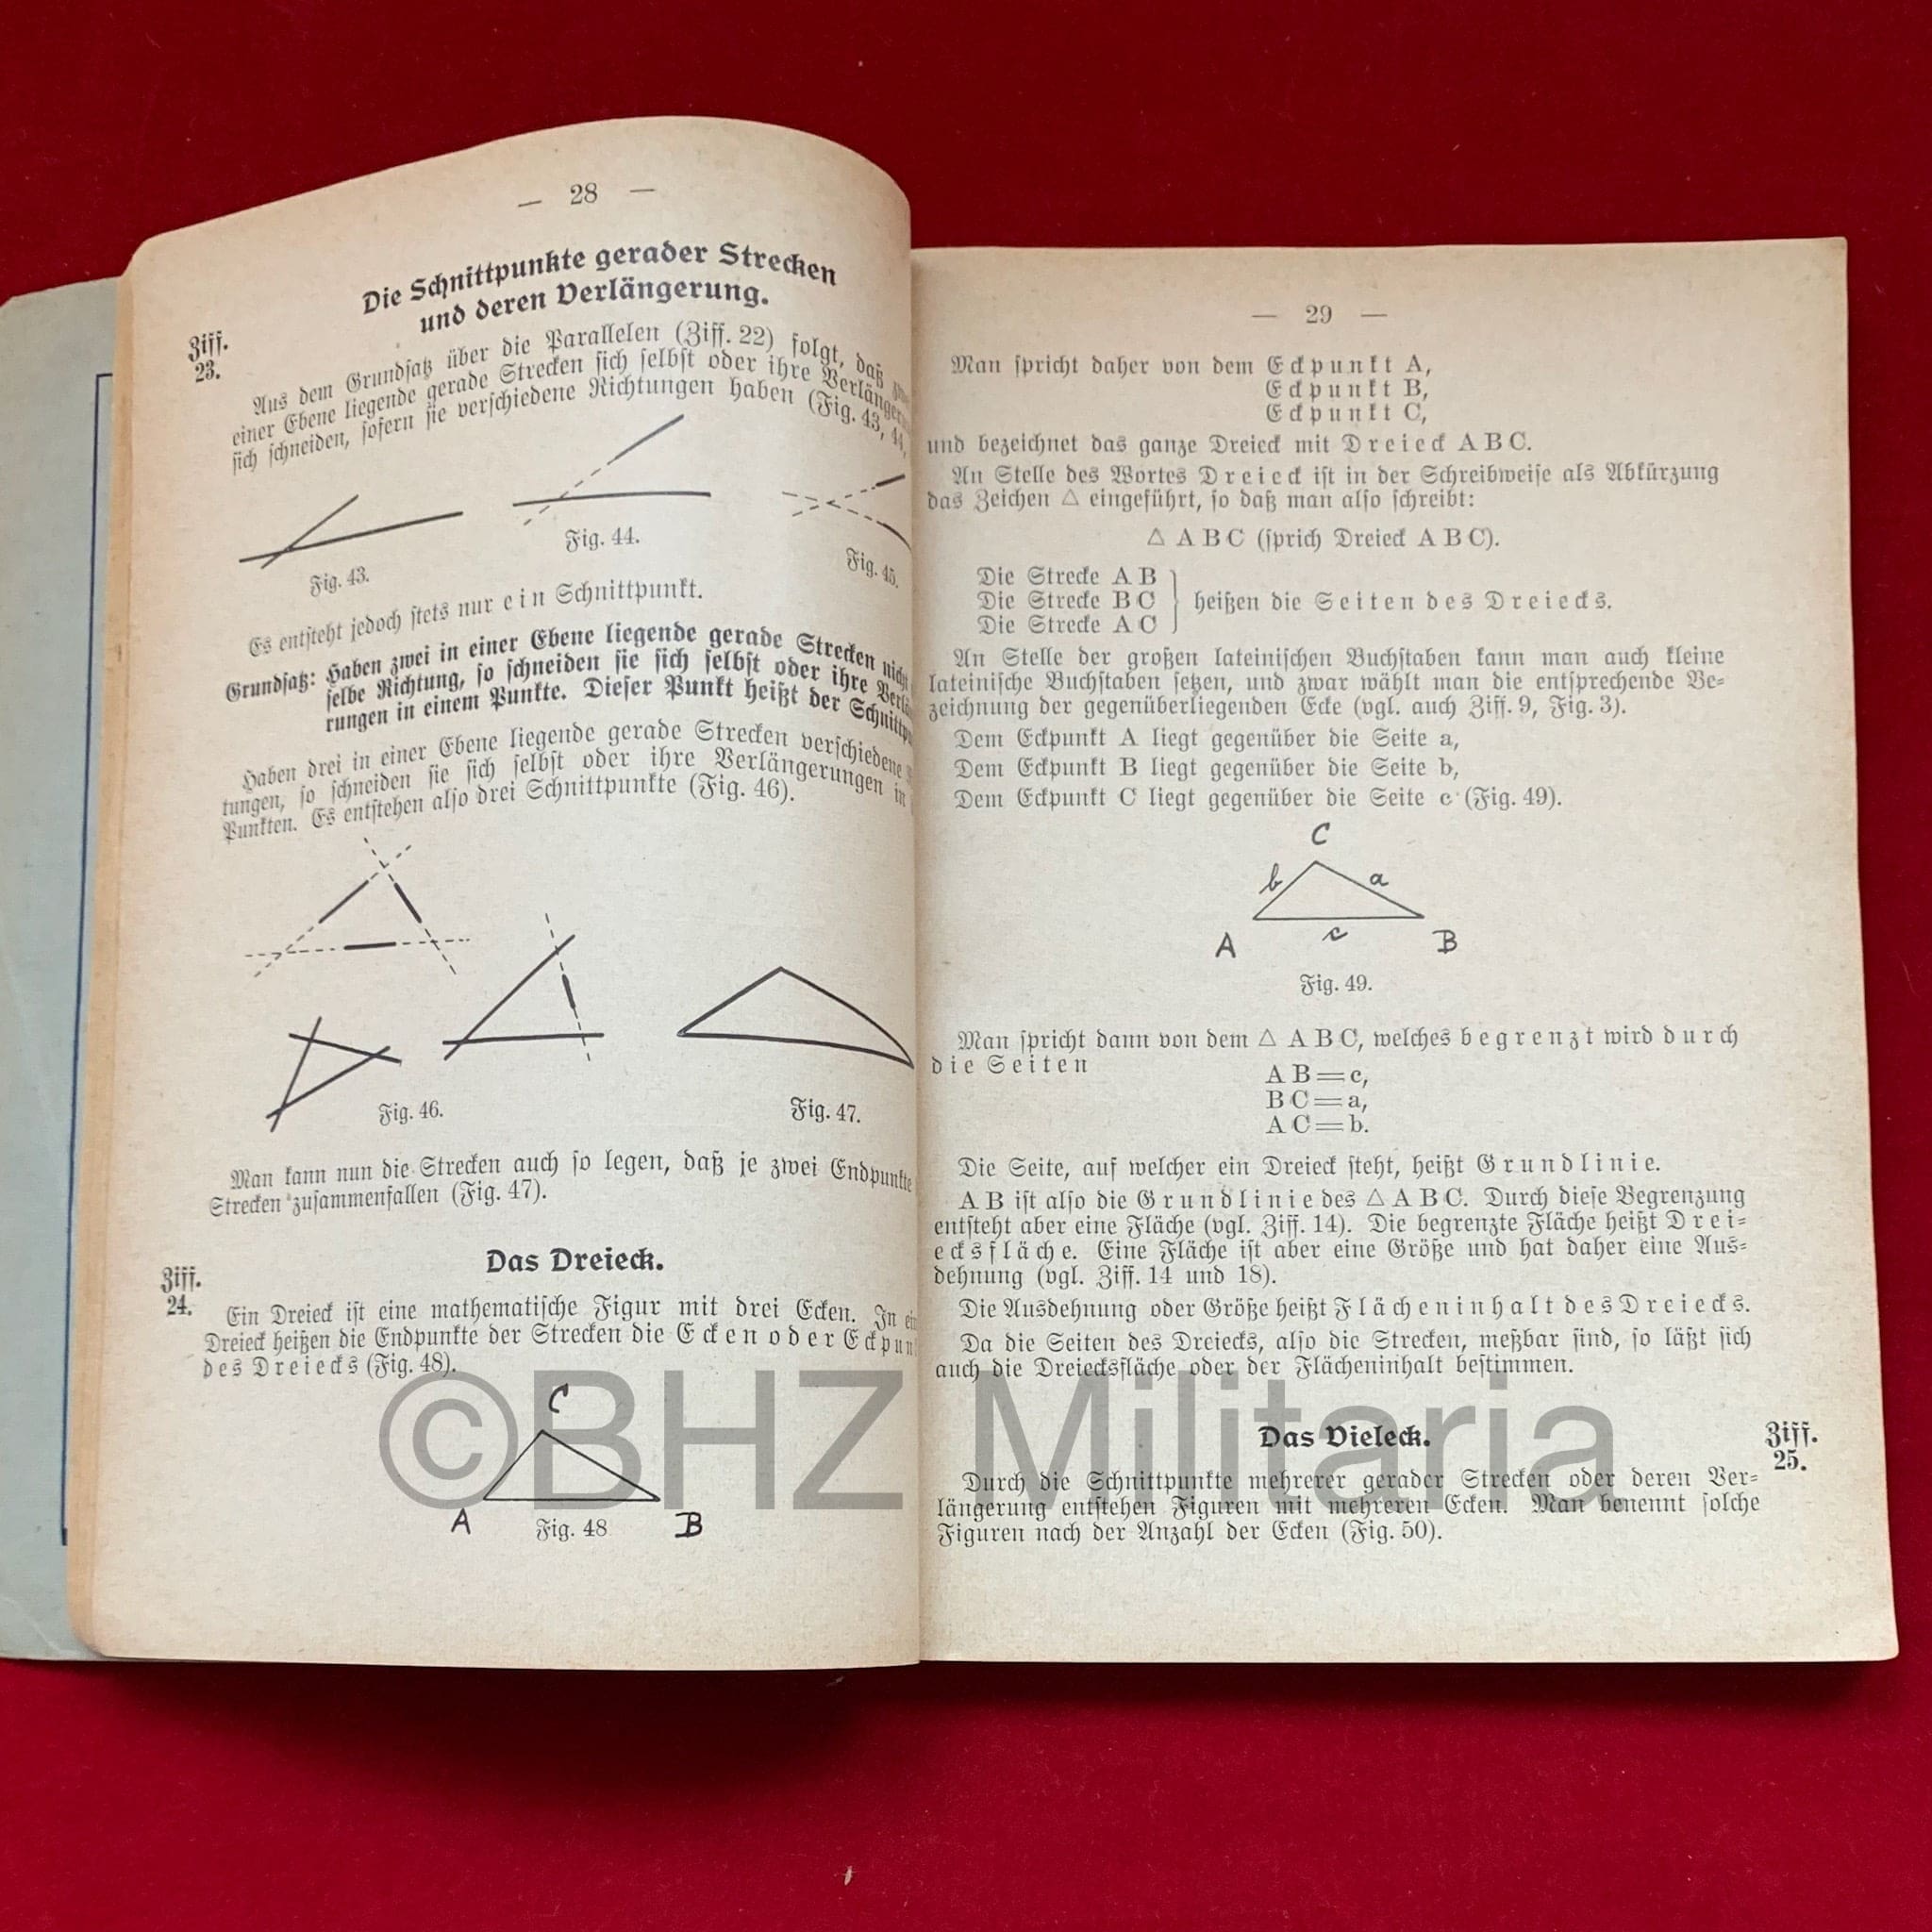 — 28 —
Die Schnittpunkte gerader Strecken
und deren Verlängerung.
Ziff.
23.
Aus dem Grundsatz über die Parallelen (Ziff. 22) folgt, daß
einer Ebene liegende gerade Strecken sich selbst oder ihre
sich schneiden, sofern sie verschiedene Richtungen haben (Fig. 43, 44,
Fig. 43.
Fig. 44.
Fig. 45.
Es entsteht jedoch stets nur ein Schnittpunkt.
Grundsatz: Haben zwei in einer Ebene liegende gerade Strecken nicht
selbe Richtung, so schneiden sie sich selbst oder ihre
rungen in einem Punkte. Dieser Punkt heißt der
Haben drei in einer Ebene liegende gerade Strecken verschiedene
tungen, so schneiden sie sich selbst oder ihre Verlängerungen in
Punkten. Es entstehen also drei Schnittpunkte (Fig. 46).
Fig. 46.
Fig. 47.
Man kann nun die Strecken auch so legen, daß je zwei Endpunkte
Strecken zusammenfallen (Fig. 47).
Das Dreieck.
Ziff.
24.
Ein Dreieck ist eine mathematische Figur mit drei Ecken. In
Dreieck heißen die Endpunkte der Strecken die Ecken oder
des Dreiecks (Fig. 48).
C
A
B
Fig. 48
— 29 —
Man spricht daher von dem Eckpunkt A,
Eckpunkt B,
Eckpunkt C,
und bezeichnet das ganze Dreieck mit Dreieck A B C.
An Stelle des Wortes Dreieck ist in der Schreibweise als Abkürzung
das Zeichen △ eingeführt, so daß man also schreibt:
△ A B C (sprich Dreieck A B C).
Die Strecke A B
Die Strecke B C } heißen die Seiten des Dreiecks.
Die Strecke A C
An Stelle der großen lateinischen Buchstaben kann man auch kleine
lateinische Buchstaben setzen, und zwar wählt man die entsprechende Be-
zeichnung der gegenüberliegenden Ecke (vgl. auch Ziff. 9, Fig. 3).
Dem Eckpunkt A liegt gegenüber die Seite a,
Dem Eckpunkt B liegt gegenüber die Seite b,
Dem Eckpunkt C liegt gegenüber die Seite c (Fig. 49).
C
b
a
A
c
B
Fig. 49.
Man spricht dann von dem △ A B C, welches begrenzt wird durch
die Seiten
A B = c,
B C = a,
A C = b.
Die Seite, auf welcher ein Dreieck steht, heißt Grundlinie.
A B ist also die Grundlinie des △ A B C. Durch diese Begrenzung
entsteht aber eine Fläche (vgl. Ziff. 14). Die begrenzte Fläche heißt Drei-
ecksfläche. Eine Fläche ist aber eine Größe und hat daher eine Aus-
dehnung (vgl. Ziff. 14 und 18).
Die Ausdehnung oder Größe heißt Flächeninhalt des Dreiecks.
Da die Seiten des Dreiecks, also die Strecken, meßbar sind, so läßt sich
auch die Dreiecksfläche oder der Flächeninhalt bestimmen.
Das Vieleck.
Ziff.
25.
Durch die Schnittpunkte mehrerer gerader Strecken oder deren Ver-
längerung entstehen Figuren mit mehreren Ecken. Man benennt solche
Figuren nach der Anzahl der Ecken (Fig. 50).
©BHZ Militaria